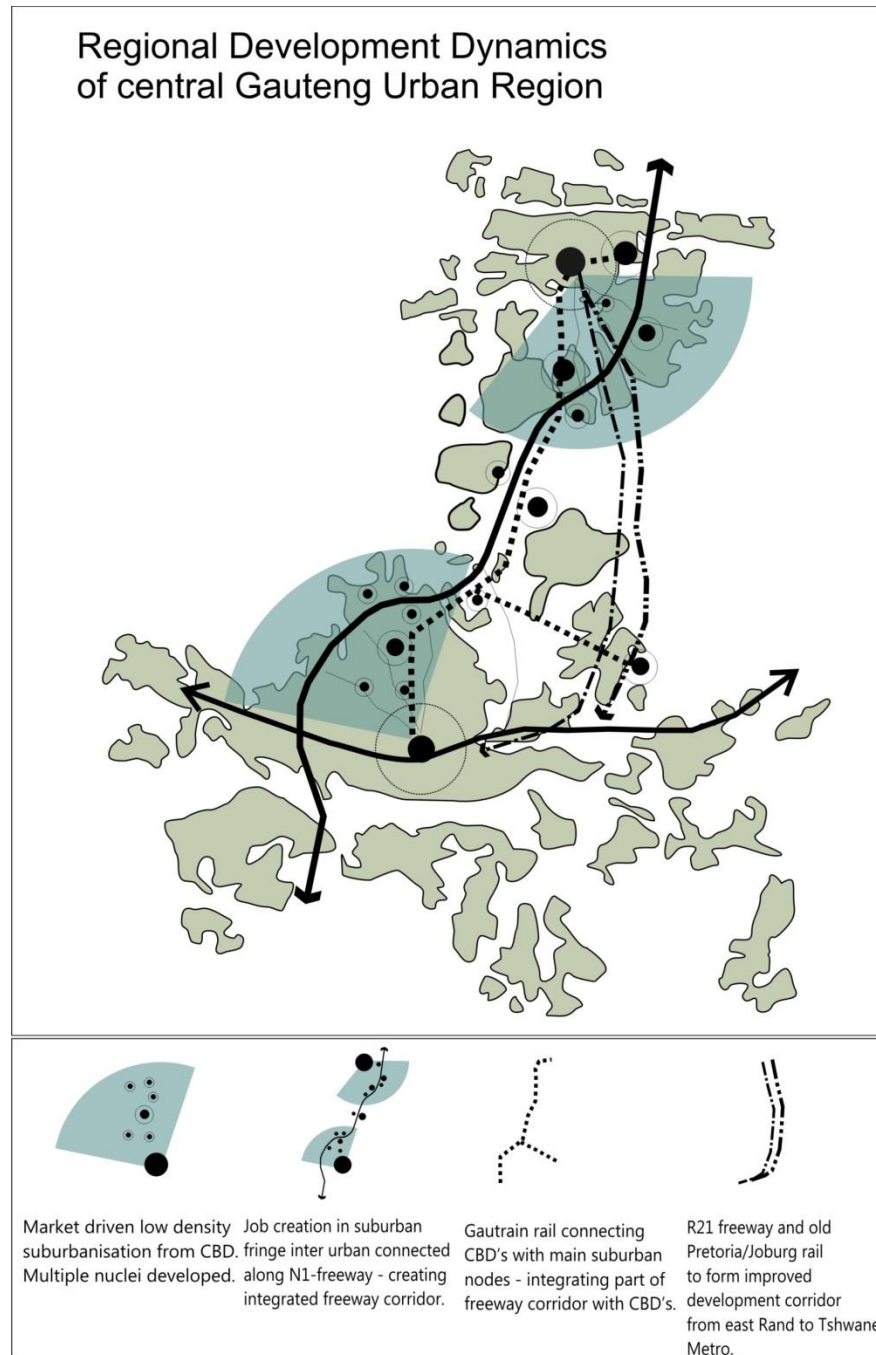 Regional Development Dynamics
of central Gauteng Urban Region
Market driven low density
suburbanisation from CBD.
Multiple nuclei developed.
Job creation in suburban
fringe inter urban connected
along N1-freeway - creating
integrated freeway corridor.
Gautrain rail connecting
CBD's with main suburban
nodes - integrating part of
freeway corridor with CBD's.
R21 freeway and old
Pretoria/Joburg rail
to form improved
development corridor
from east Rand to Tshwane
Metro.